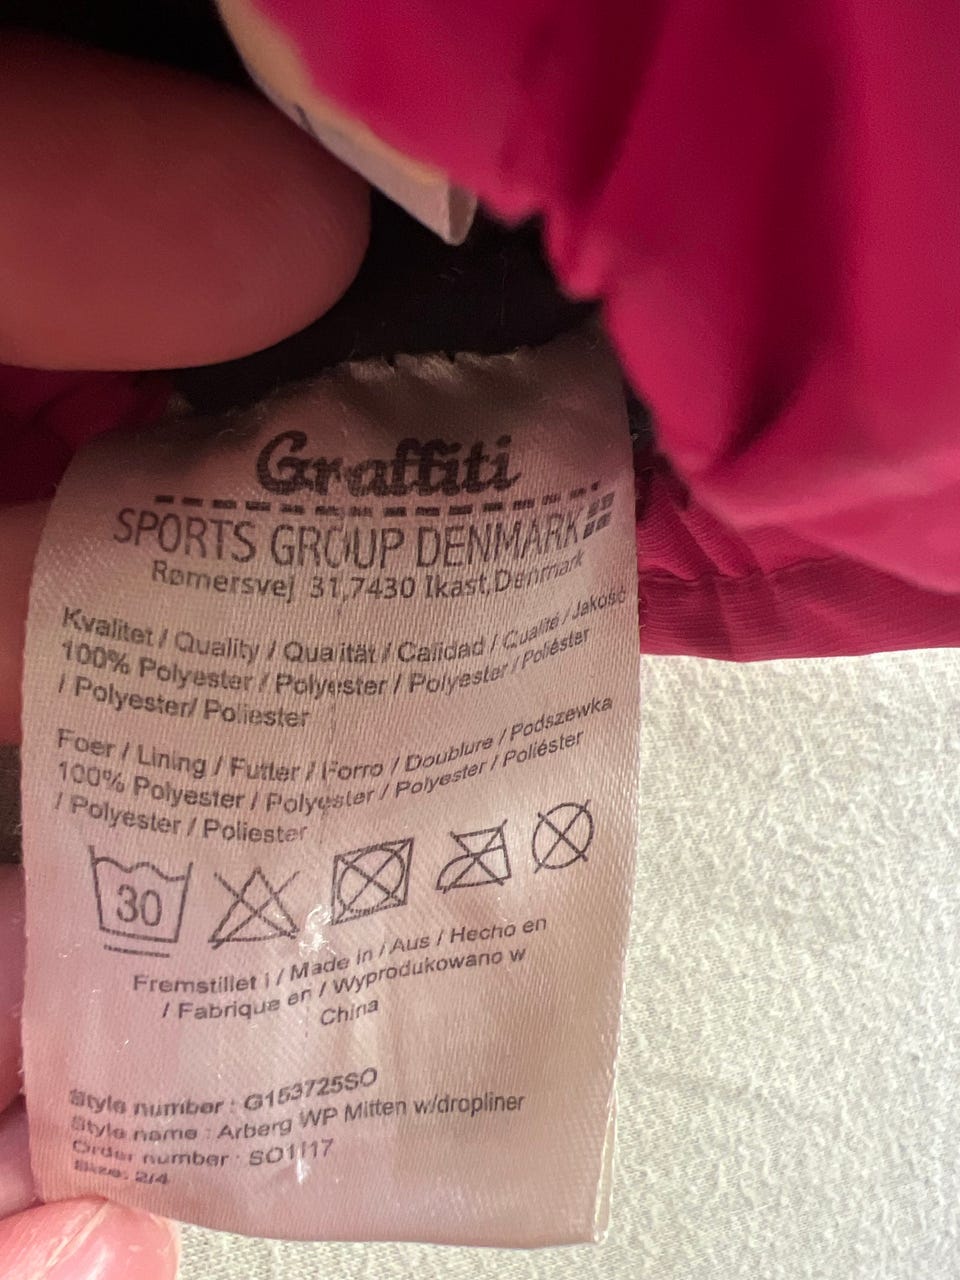 Graffiti
SPORTS GROUP DENMARK
Rømersvej 31,7430 Ikast,Denmark
Kvalitet / Quality / Qualität / Calidad / Qualité / Jakość
100% Polyester / Polyester / Polyester / Poliéster
/ Polyester/ Poliester
Foer / Lining / Futter / Forro / Doublure / Podszewka
100% Polyester / Polyester / Polyester / Poliéster
/ Polyester / Poliester
30
Fremstillet i / Made in / Aus / Hecho en
/ Fabrique en / Wyprodukowano w
China
Style number : G153725SO
Style name : Arberg WP Mitten w/dropliner
Order number : SO1117
Size: 2/4